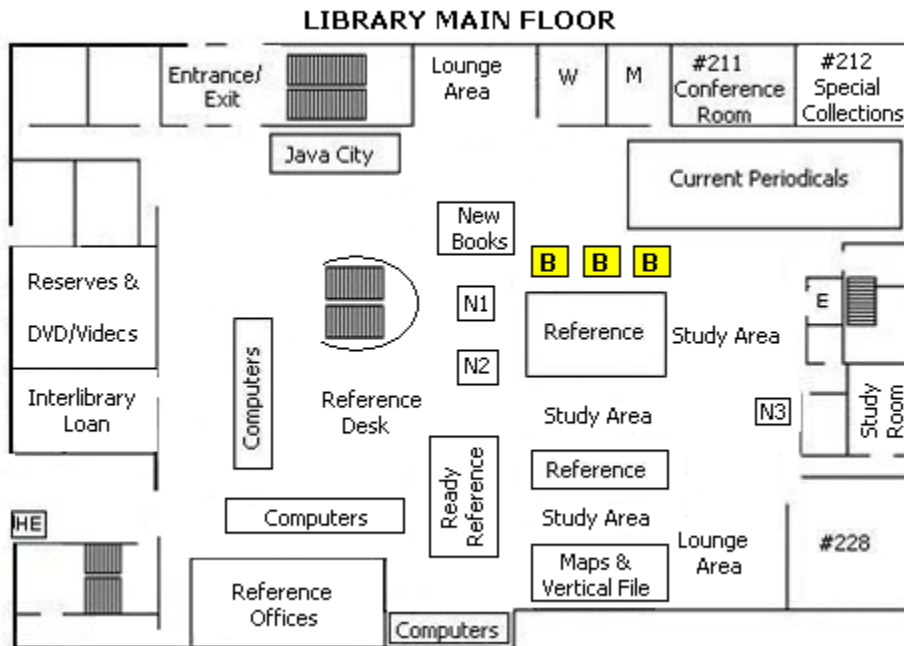 LIBRARY MAIN FLOOR
Entrance/
Exit
Lounge
Area
W
M
#211
Conference
Room
#212
Special
Collections
Java City
Current Periodicals
New
Books
B
B
B
Reserves &
DVD/Videcs
N1
Reference
Study Area
E
Computers
N2
Interlibrary
Loan
Reference
Desk
Study Area
N3
Study
Room
Ready
Reference
Reference
HE
Computers
Study Area
Lounge
Area
#228
Maps &
Vertical File
Reference
Offices
Computers